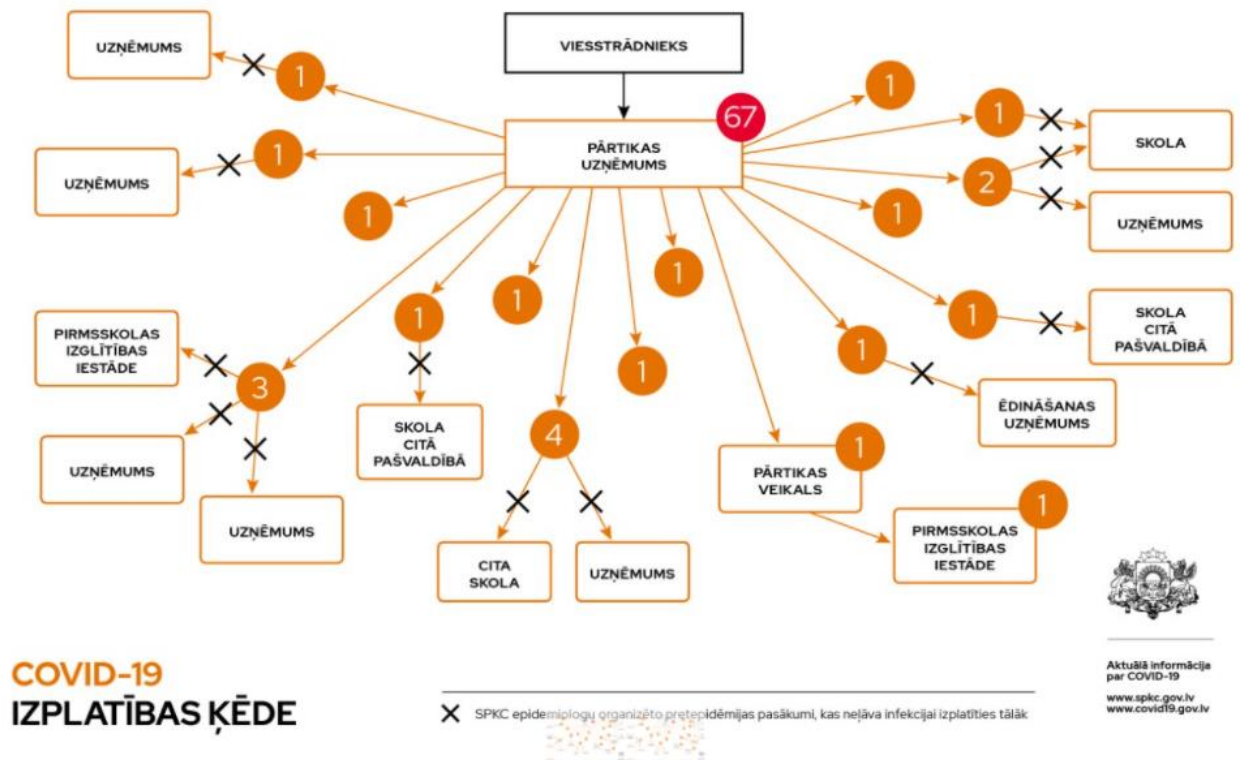 UZŅĒMUMS
1
VIESSTRĀDNIEKS
67
PĀRTIKAS
UZŅĒMUMS
1
1
SKOLA
2
UZŅĒMUMS
1
UZŅĒMUMS
1
1
1
SKOLA
CITĀ
PAŠVALDĪBĀ
1
ĒDINĀŠANAS
UZŅĒMUMS
1
1
1
1
SKOLA
CITĀ
PAŠVALDĪBĀ
PIRMSSKOLAS
IZGLĪTĪBAS
IESTĀDE
3
UZŅĒMUMS
UZŅĒMUMS
4
CITA
SKOLA
UZŅĒMUMS
1
PĀRTIKAS
VEIKALS
1
PIRMSSKOLAS
IZGLĪTĪBAS
IESTĀDE
COVID-19
IZPLATĪBAS ĶĒDE
SPKC epidemiologu organizēto pretepidēmijas pasākumi, kas neļāva infekcijai izplatīties tālāk
Aktuālā informācija
par COVID-19
www.spkc.gov.lv
www.covid19.gov.lv